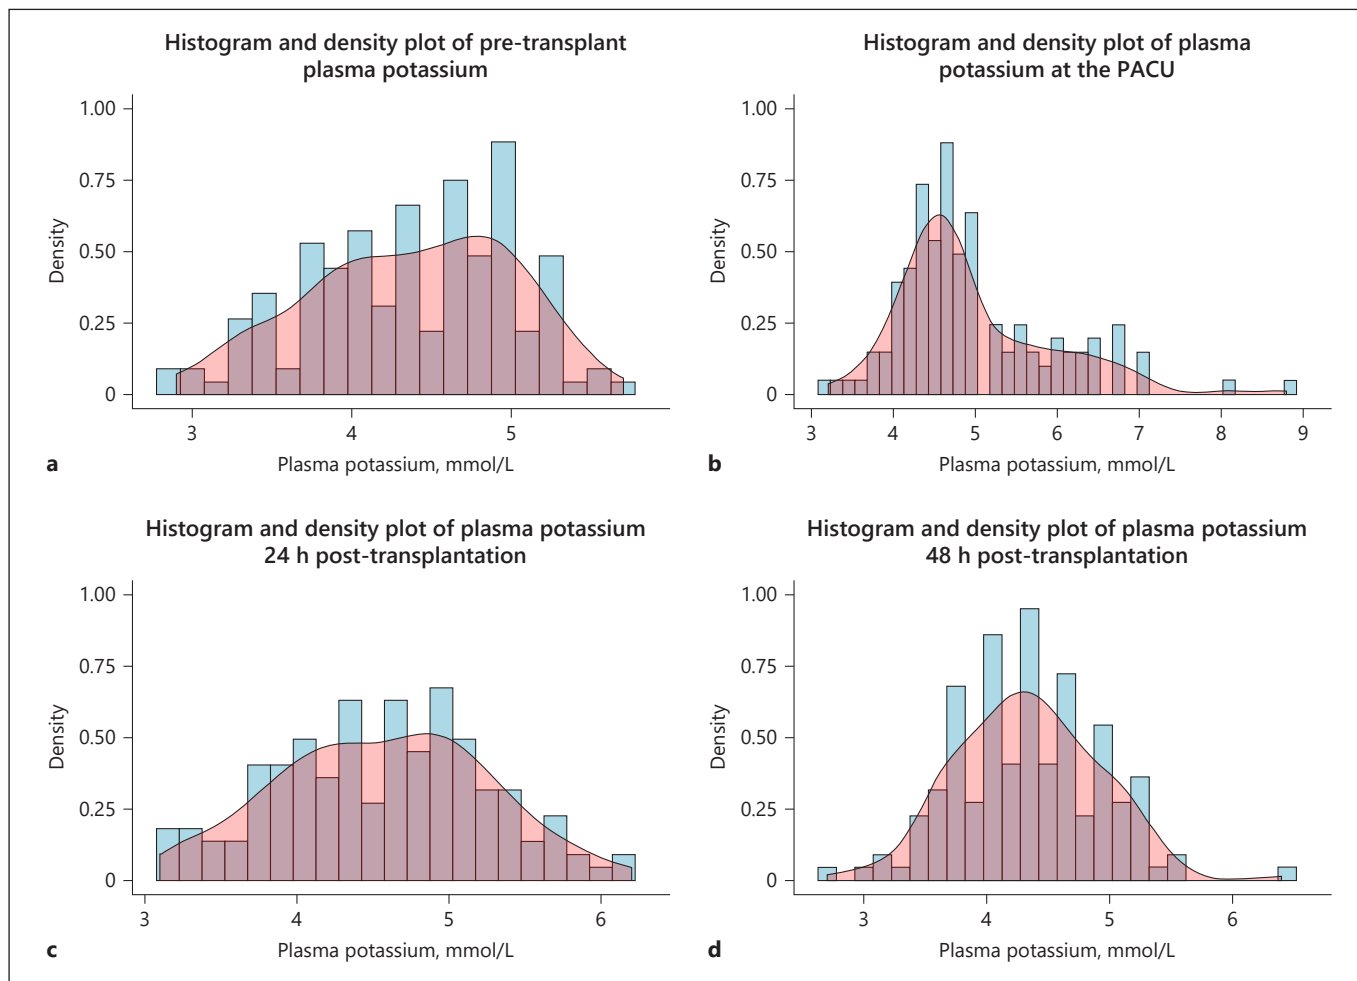 Histogram and density plot of pre-transplant
plasma potassium
1.00
0.75
0.50
0.25
0
Density
3 4 5
Plasma potassium, mmol/L
a
Histogram and density plot of plasma
potassium at the PACU
1.00
0.75
0.50
0.25
0
Density
3 4 5 6 7 8 9
Plasma potassium, mmol/L
b
Histogram and density plot of plasma potassium
24 h post-transplantation
1.00
0.75
0.50
0.25
0
Density
3 4 5 6
Plasma potassium, mmol/L
c
Histogram and density plot of plasma potassium
48 h post-transplantation
1.00
0.75
0.50
0.25
0
Density
3 4 5 6
Plasma potassium, mmol/L
d